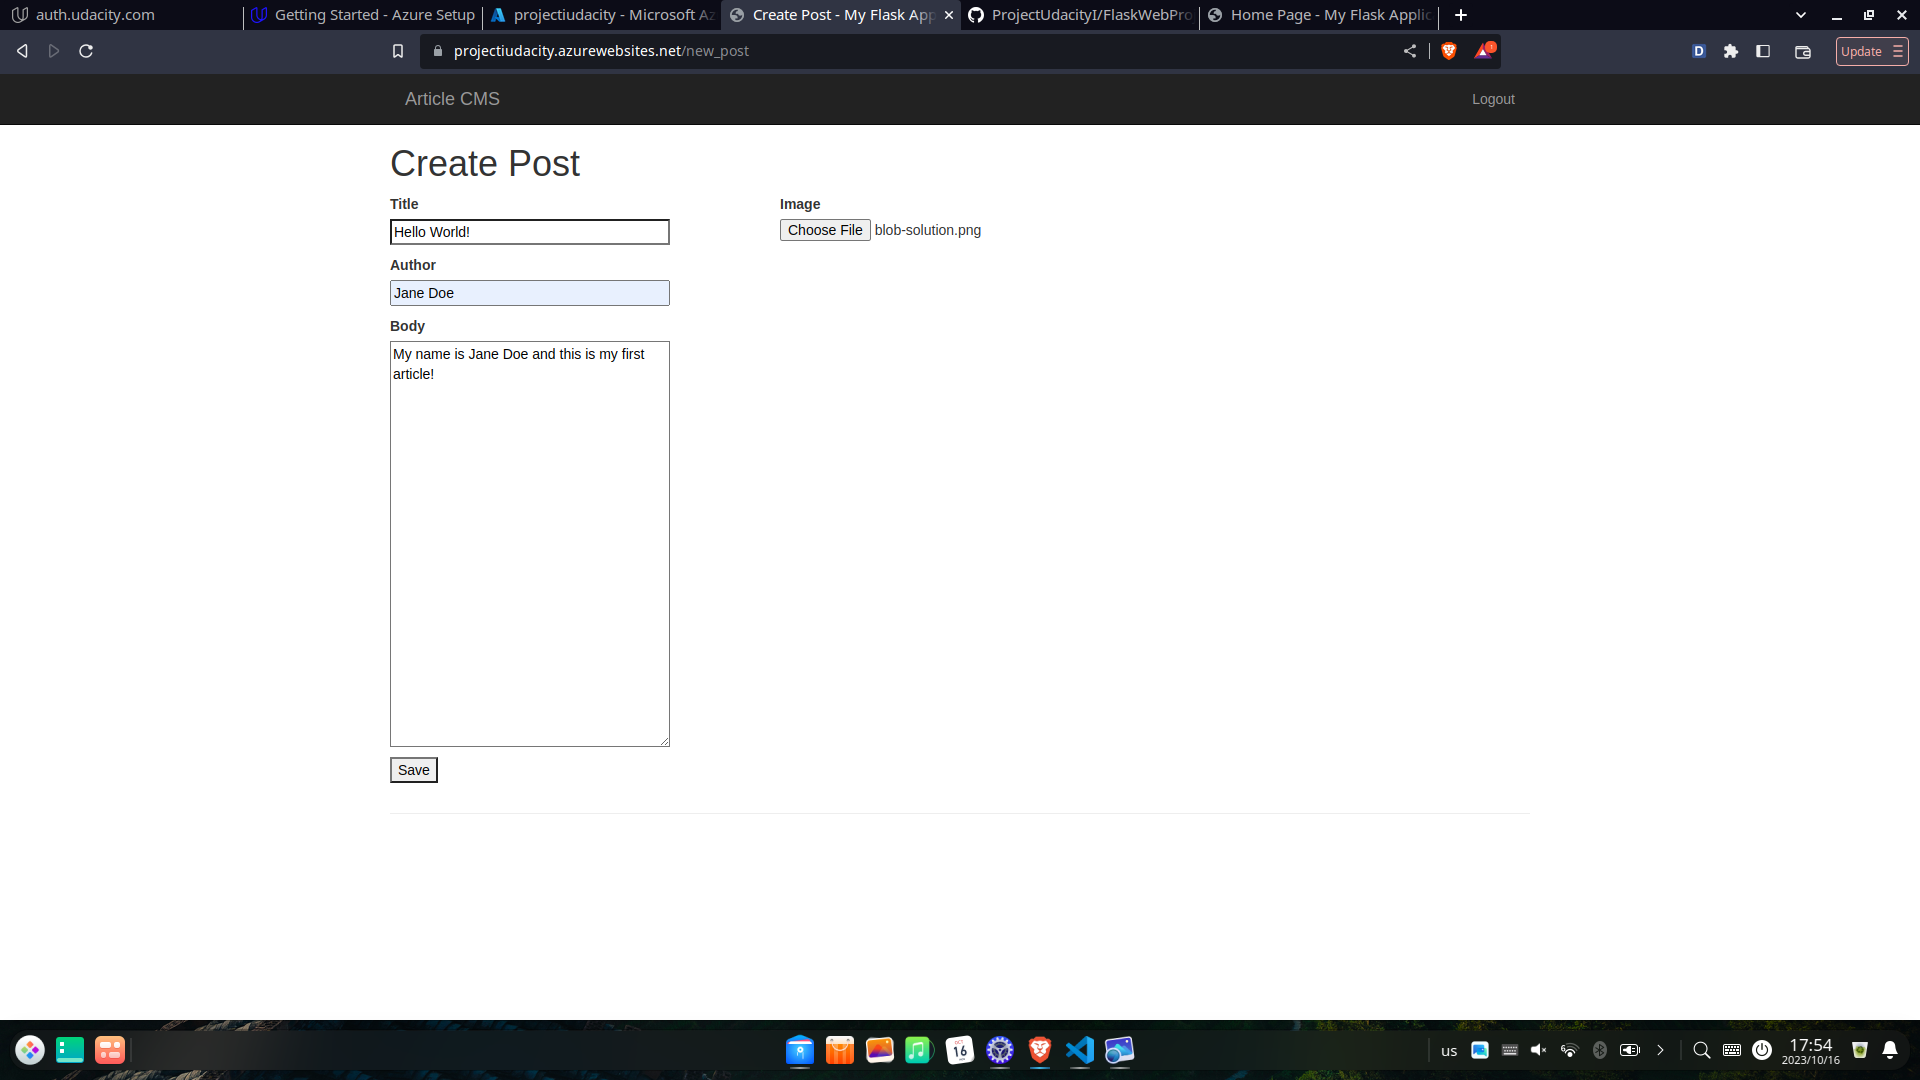 auth.udacity.com
Getting Started - Azure Setup
projectiudacity - Microsoft Az
Create Post - My Flask App
ProjectUdacityI/FlaskWebPro
Home Page - My Flask Applic
projectiudacity.azurewebsites.net/new_post
D
1
Update
Article CMS
Logout
Create Post
Title
Image
Hello World!
Choose File blob-solution.png
Author
Jane Doe
Body
My name is Jane Doe and this is my first
article!
Save
OCT
16
us
17:54
2023/10/16